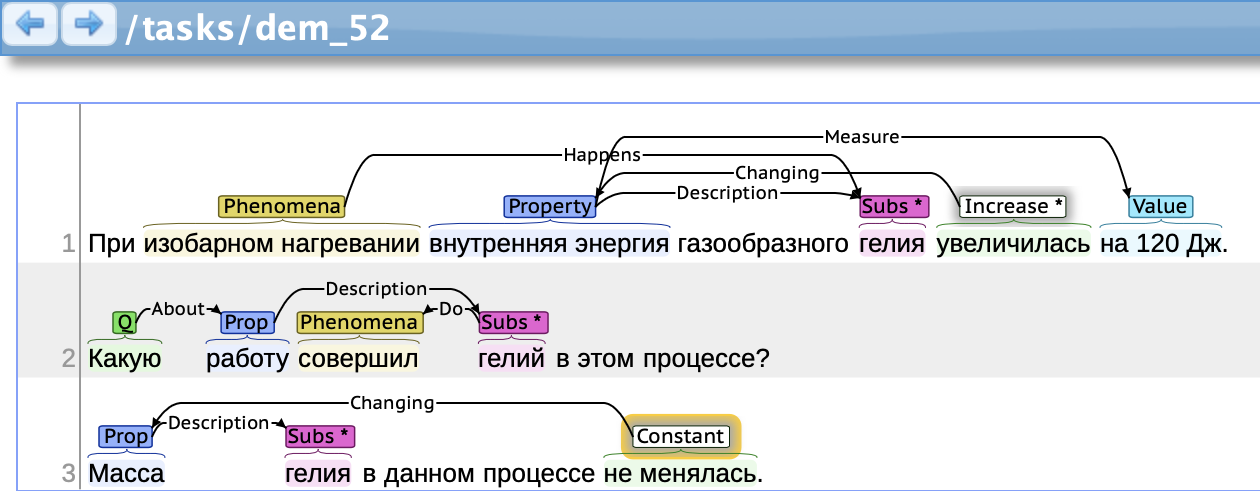 /tasks/dem_52
Measure
Happens
Changing
Description
Phenomena Property Subs * Increase * Value
1 При изобарном нагревании внутренняя энергия газообразного гелия увеличилась на 120 Дж.
Description
About Do
Q Prop Phenomena Subs *
2 Какую работу совершил гелий в этом процессе?
Changing
Description
Prop Subs * Constant
3 Масса гелия в данном процессе не менялась.